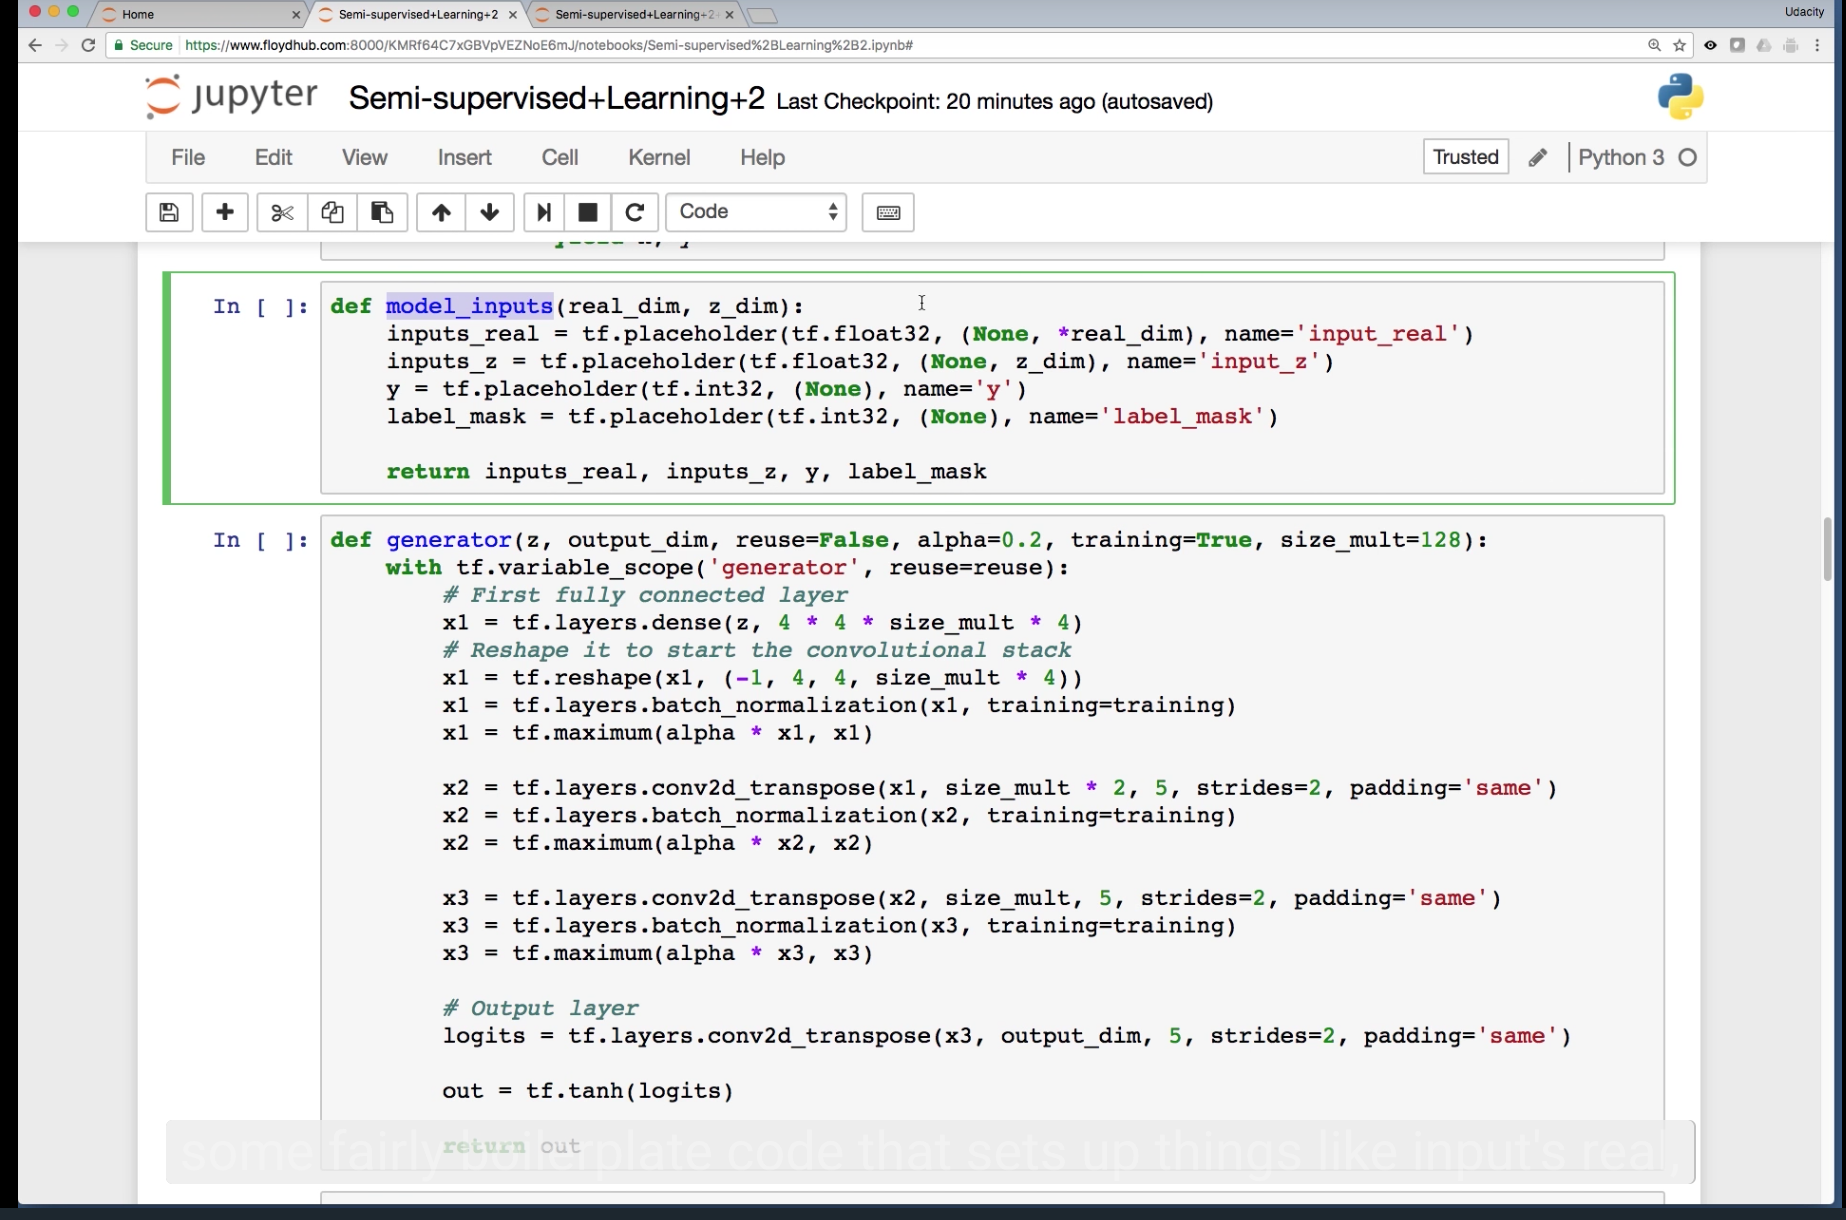 Home
Semi-supervised+Learning+2
Semi-supervised+Learning+2
Udacity
Secure https://www.floydhub.com:8000/KMRf64C7xGBVpVEZNoE6mJ/notebooks/Semi-supervised%2BLearning%2B2.ipynb#
jupyter Semi-supervised+Learning+2 Last Checkpoint: 20 minutes ago (autosaved)
File Edit View Insert Cell Kernel Help Trusted Python 3
Code
In [ ]: def model_inputs(real_dim, z_dim):
inputs_real = tf.placeholder(tf.float32, (None, *real_dim), name='input_real')
inputs_z = tf.placeholder(tf.float32, (None, z_dim), name='input_z')
y = tf.placeholder(tf.int32, (None), name='y')
label_mask = tf.placeholder(tf.int32, (None), name='label_mask')
return inputs_real, inputs_z, y, label_mask
In [ ]: def generator(z, output_dim, reuse=False, alpha=0.2, training=True, size_mult=128):
with tf.variable_scope('generator', reuse=reuse):
# First fully connected layer
x1 = tf.layers.dense(z, 4 * 4 * size_mult * 4)
# Reshape it to start the convolutional stack
x1 = tf.reshape(x1, (-1, 4, 4, size_mult * 4))
x1 = tf.layers.batch_normalization(x1, training=training)
x1 = tf.maximum(alpha * x1, x1)
x2 = tf.layers.conv2d_transpose(x1, size_mult * 2, 5, strides=2, padding='same')
x2 = tf.layers.batch_normalization(x2, training=training)
x2 = tf.maximum(alpha * x2, x2)
x3 = tf.layers.conv2d_transpose(x2, size_mult, 5, strides=2, padding='same')
x3 = tf.layers.batch_normalization(x3, training=training)
x3 = tf.maximum(alpha * x3, x3)
# Output layer
logits = tf.layers.conv2d_transpose(x3, output_dim, 5, strides=2, padding='same')
out = tf.tanh(logits)
return out
some fairly boilerplate code that sets up things like input's real,